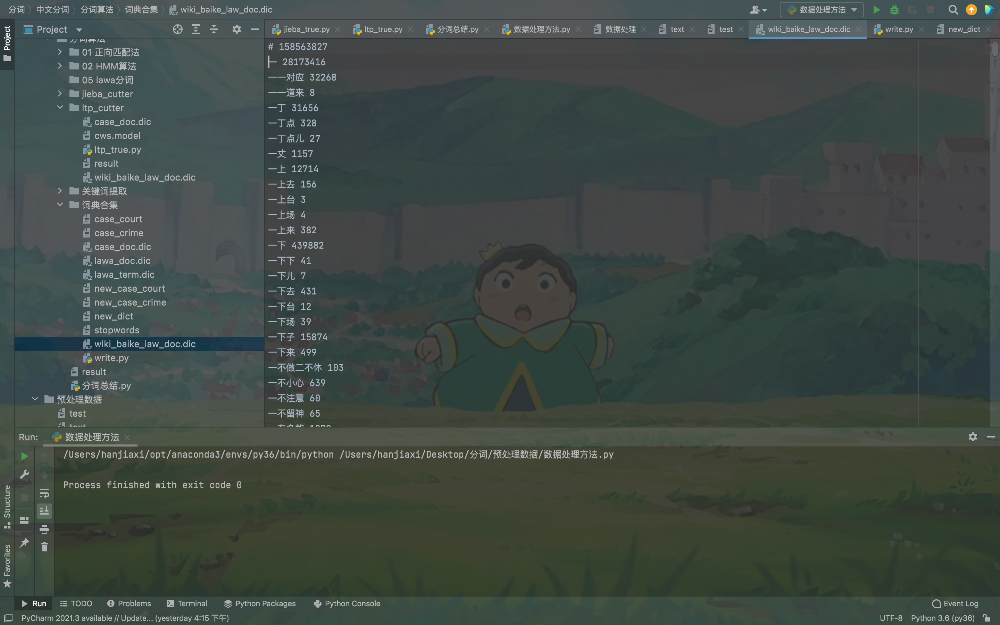 分词 中文分词 分词算法 词典合集 wiki_baike_law_doc.dic 数据处理方法
Project
jieba_true.py ltp_true.py 分词总结.py 数据处理方法.py 数据处理 text test wiki_baike_law_doc.dic write.py new_dict
Project
分词算法
01 正向匹配法
02 HMM算法
05 lawa分词
jieba_cutter
ltp_cutter
case_doc.dic
cws.model
ltp_true.py
result
wiki_baike_law_doc.dic
关键词提取
词典合集
case_court
case_crime
case_doc.dic
lawa_doc.dic
lawa_term.dic
new_case_court
new_case_crime
new_dict
stopwords
wiki_baike_law_doc.dic
write.py
result
分词总结.py
预处理数据
test
text
# 158563827
一 28173416
一一对应 32268
一一道来 8
一丁 31656
一丁点 328
一丁点儿 27
一丈 1157
一上 12714
一上去 156
一上台 3
一上场 4
一上来 382
一下 439882
一下下 41
一下儿 7
一下去 431
一下台 12
一下场 39
一下子 15874
一下来 499
一不做二不休 103
一不小心 639
一不注意 60
一不留神 65
Run: 数据处理方法
/Users/hanjiaxi/opt/anaconda3/envs/py36/bin/python /Users/hanjiaxi/Desktop/分词/预处理数据/数据处理方法.py
Process finished with exit code 0
Structure
Favorites
Run TODO Problems Terminal Python Packages Python Console Event Log
PyCharm 2021.3 available // Update... (yesterday 4:15 下午) UTF-8 Python 3.6 (py36)